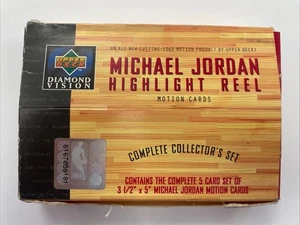 AN ALL NEW CUTTING-EDGE MOTION PRODUCT BY UPPER DECK!
UPPER
DECK
DIAMOND
VISION
MICHAEL JORDAN
HIGHLIGHT REEL
MOTION CARDS
COMPLETE COLLECTOR'S SET
CONTAINS THE COMPLETE 5 CARD SET OF
3 1/2" x 5" MICHAEL JORDAN MOTION CARDS